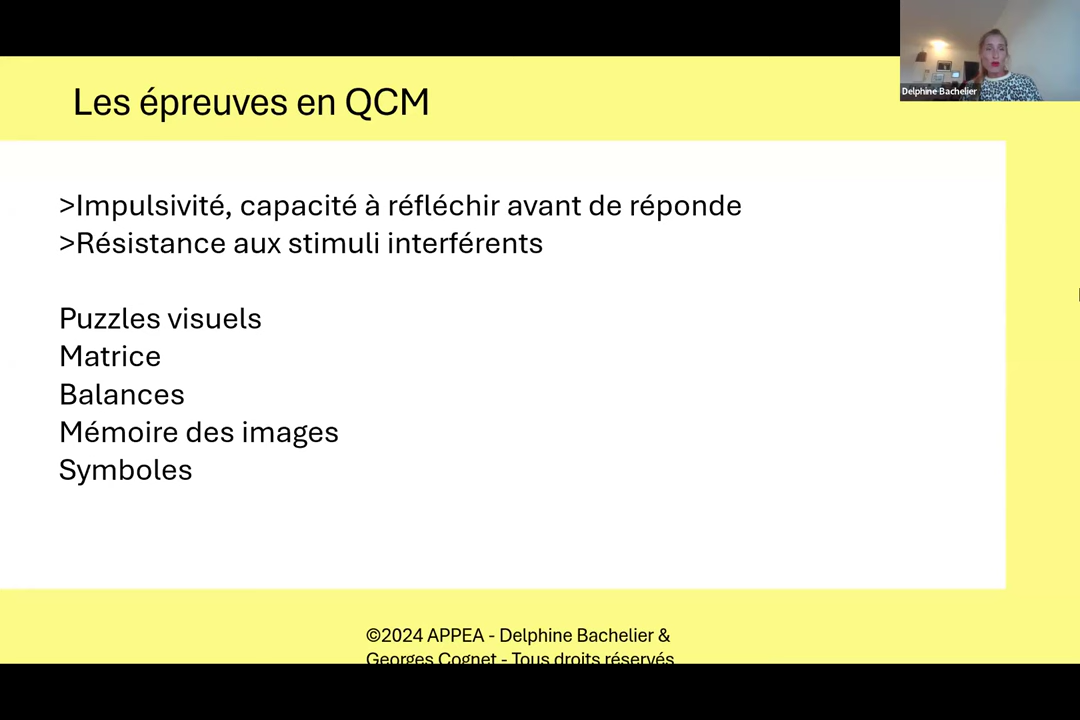 Les épreuves en QCM
Delphine Bachelier
>Impulsivité, capacité à réfléchir avant de réponde
>Résistance aux stimuli interférents
Puzzles visuels
Matrice
Balances
Mémoire des images
Symboles
©2024 APPEA - Delphine Bachelier &
Georges Cognet - Tous droits réservés